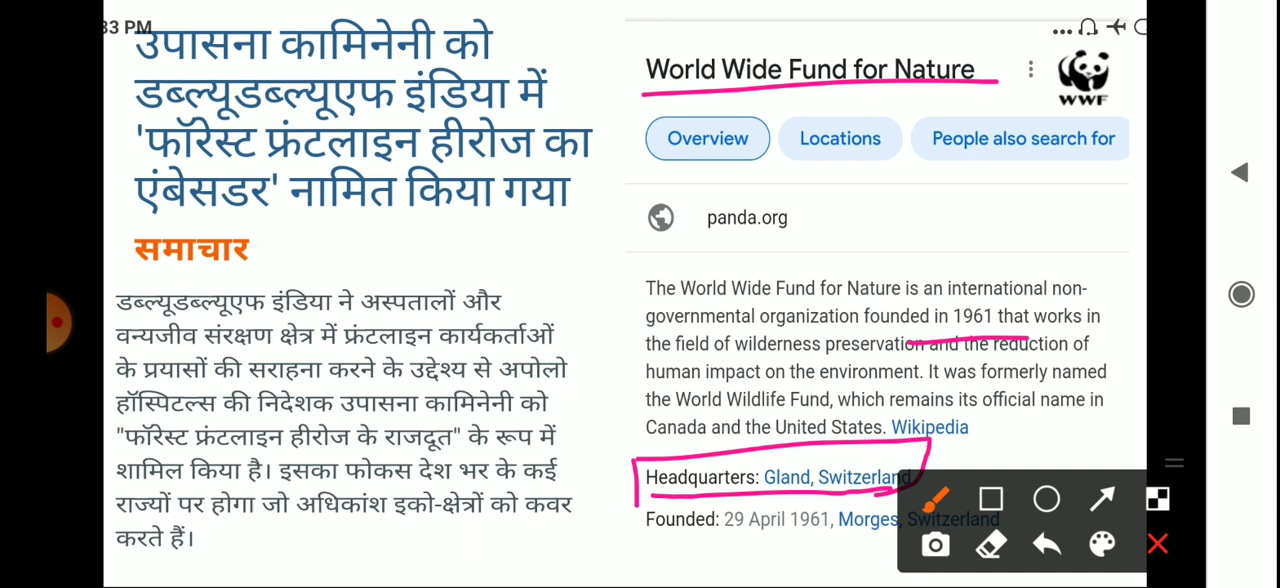 33 PM
उपासना कामिनेनी को
डब्ल्यूडब्ल्यूएफ इंडिया में
'फॉरेस्ट फ्रंटलाइन हीरोज का
एंबेसडर' नामित किया गया
समाचार
डब्ल्यूडब्ल्यूएफ इंडिया ने अस्पतालों और
वन्यजीव संरक्षण क्षेत्र में फ्रंटलाइन कार्यकर्ताओं
के प्रयासों की सराहना करने के उद्देश्य से अपोलो
हॉस्पिटल्स की निदेशक उपासना कामिनेनी को
"फॉरेस्ट फ्रंटलाइन हीरोज के राजदूत" के रूप में
शामिल किया है। इसका फोकस देश भर के कई
राज्यों पर होगा जो अधिकांश इको-क्षेत्रों को कवर
करते हैं।
World Wide Fund for Nature
WWF
Overview
Locations
People also search for
panda.org
The World Wide Fund for Nature is an international non-
governmental organization founded in 1961 that works in
the field of wilderness preservation and the reduction of
human impact on the environment. It was formerly named
the World Wildlife Fund, which remains its official name in
Canada and the United States. Wikipedia
Headquarters: Gland, Switzerland
Founded: 29 April 1961, Morges, Switzerland